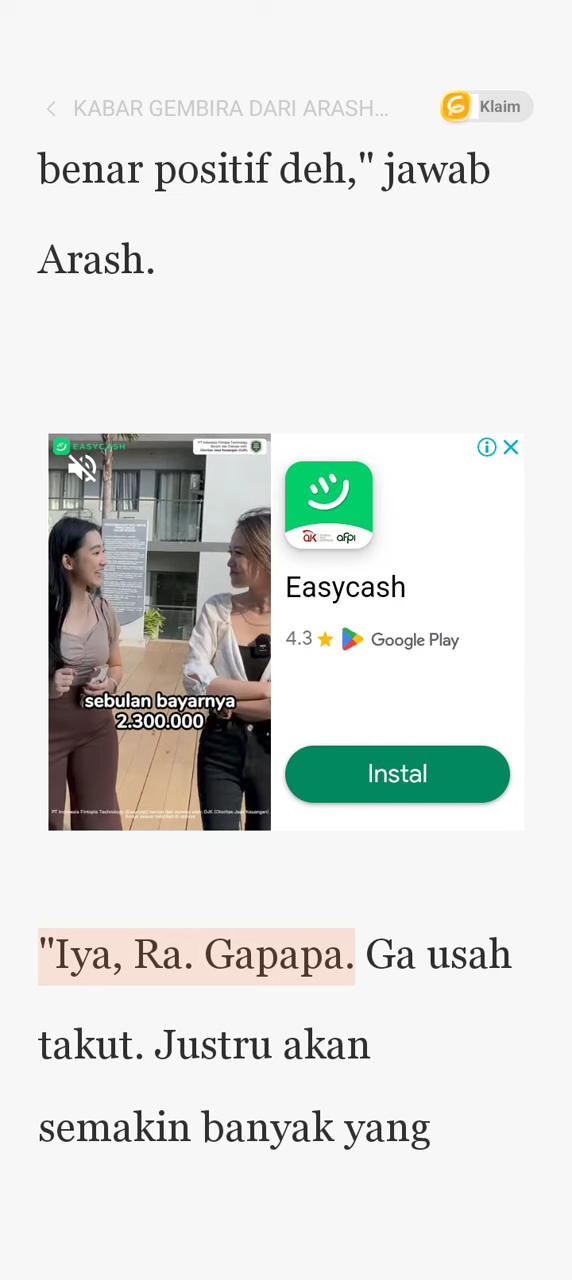 KABAR GEMBIRA DARI ARASH...
Klaim
benar positif deh," jawab
Arash.
EASYCASH
sebulan bayarnya
2.300.000
afpi
Easycash
4.3
Google Play
Instal
"Iya, Ra. Gapapa. Ga usah
takut. Justru akan
semakin banyak yang